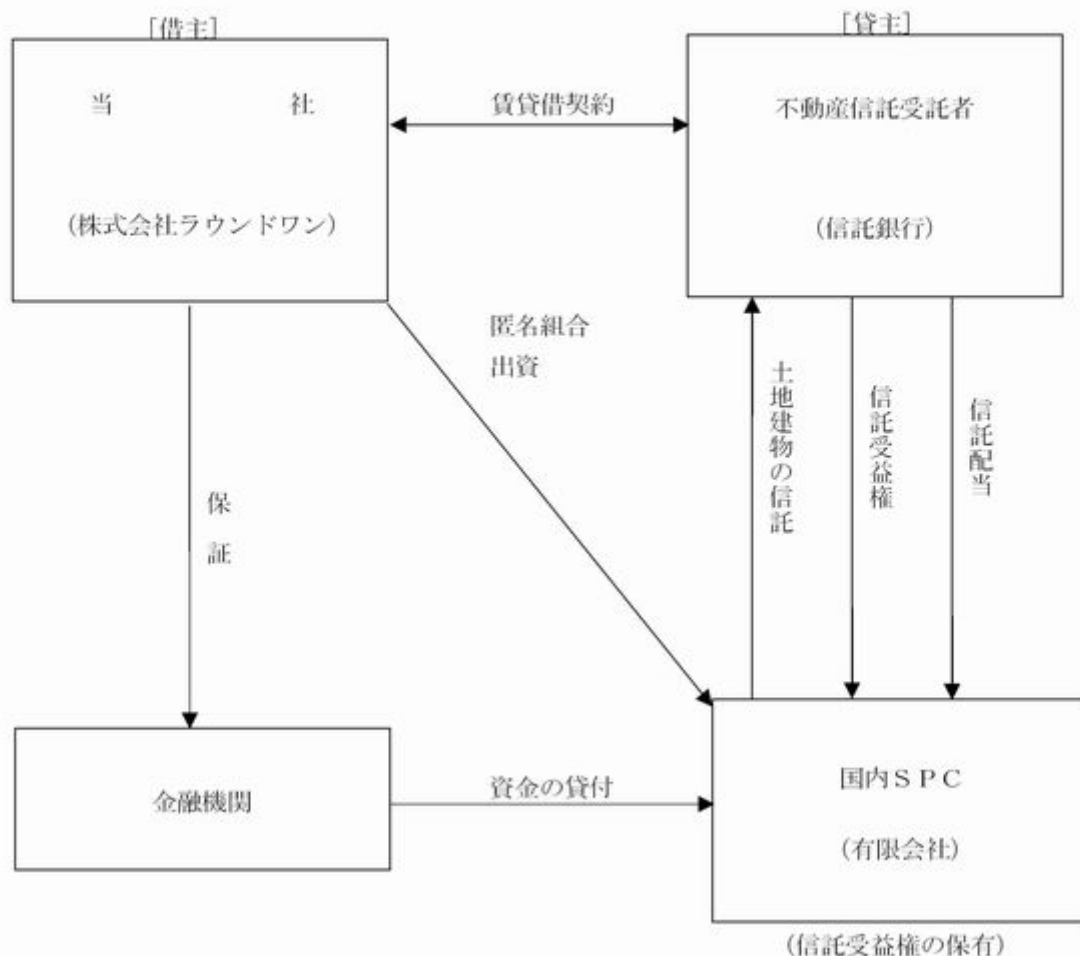 [借主]
当 社
(株式会社ラウンドワン)
賃貸借契約
[貸主]
不動産信託受託者
(信託銀行)
匿名組合
出資
保証
土地建物の信託
信託受益権
信託配当
金融機関
資金の貸付
国内SPC
(有限会社)
(信託受益権の保有)